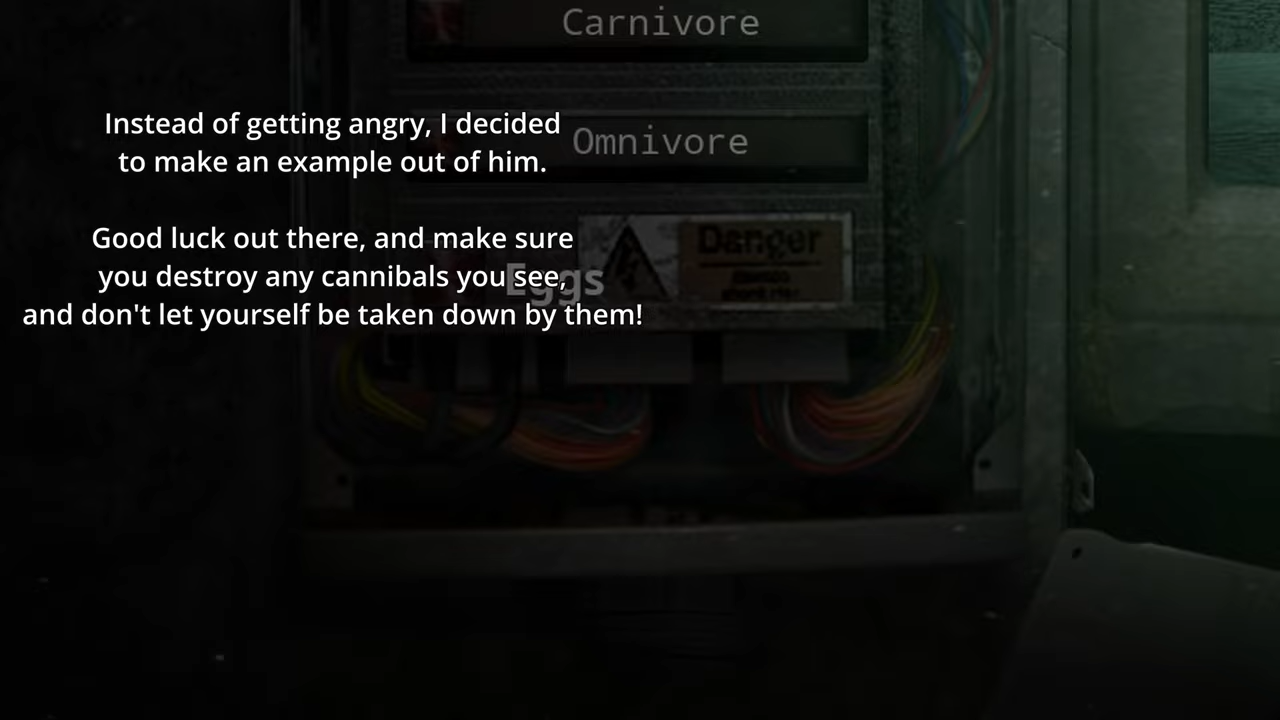 Carnivore
Instead of getting angry, I decided
to make an example out of him.
Omnivore
Good luck out there, and make sure
you destroy any cannibals you see,
and don't let yourself be taken down by them!
Danger
Eggs